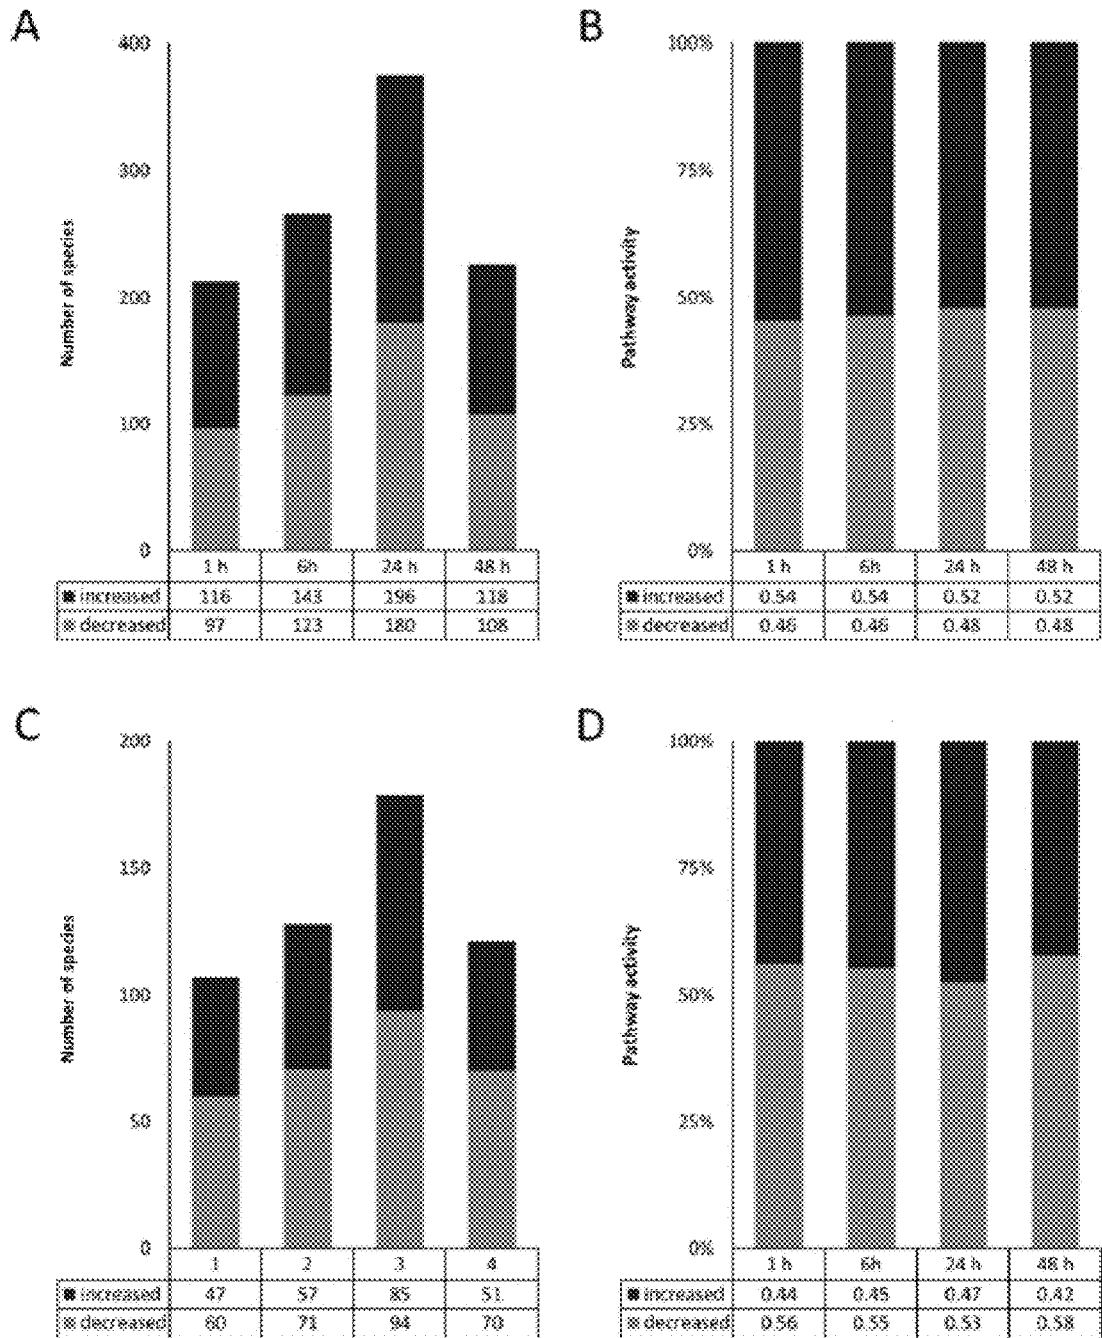 A
400
300
200
100
0
Number of species
1 h 6h 24 h 48 h
increased 116 143 196 118
decreased 97 123 180 108
B
100%
75%
50%
25%
0%
Pathway activity
1 h 6h 24 h 48 h
increased 0.54 0.54 0.52 0.52
decreased 0.46 0.46 0.48 0.48
C
200
150
100
50
0
Number of species
1 2 3 4
increased 47 57 85 51
decreased 60 71 94 70
D
100%
75%
50%
25%
0%
Pathway activity
1 h 6h 24 h 48 h
increased 0.44 0.45 0.47 0.42
decreased 0.56 0.55 0.53 0.58